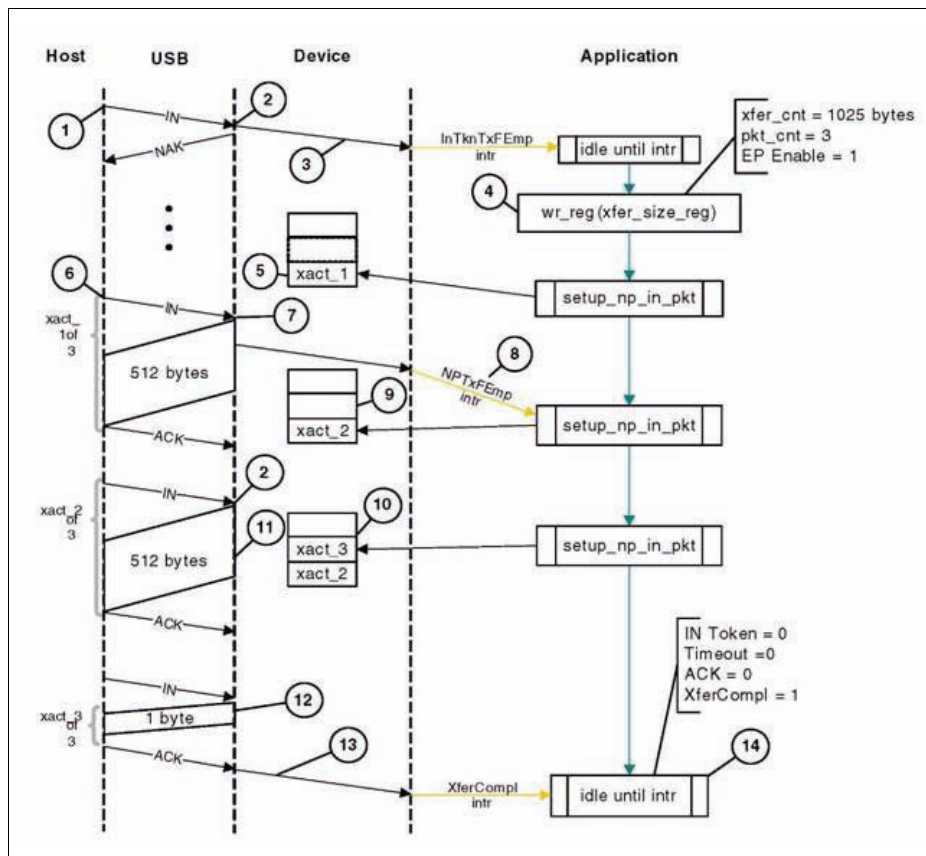 Host
USB
Device
Application
1
IN
2
NAK
3
InTknTxFEmp
intr
idle until intr
xfer_cnt = 1025 bytes
pkt_cnt = 3
EP Enable = 1
4
wr_reg(xfer_size_reg)
5
xact_1
setup_np_in_pkt
6
IN
7
xact_
1of
3
512 bytes
8
NPTxFEmp
intr
9
xact_2
setup_np_in_pkt
ACK
IN
2
xact_2
of
3
512 bytes
11
10
xact_3
xact_2
setup_np_in_pkt
ACK
IN Token = 0
Timeout =0
ACK = 0
XferCompl = 1
IN
12
xact_3
of
3
1 byte
ACK
13
XferCompl
intr
idle until intr
14